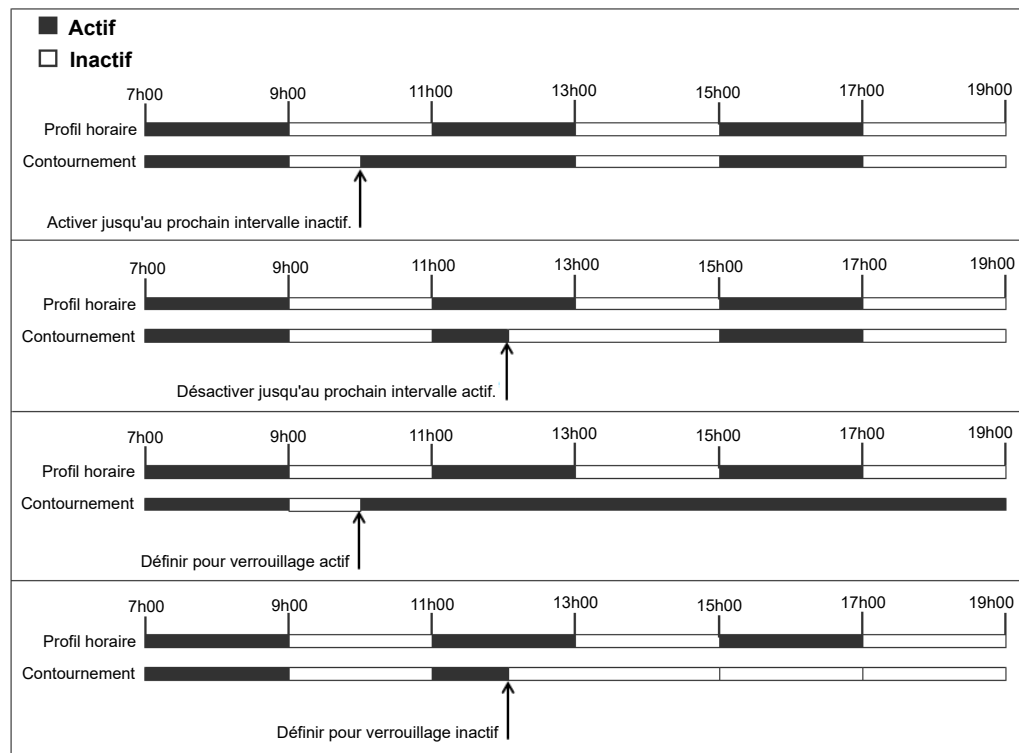 Actif
Inactif
7h00 9h00 11h00 13h00 15h00 17h00 19h00
Profil horaire
Contournement
Activer jusqu'au prochain intervalle inactif.
7h00 9h00 11h00 13h00 15h00 17h00 19h00
Profil horaire
Contournement
Désactiver jusqu'au prochain intervalle actif.
7h00 9h00 11h00 13h00 15h00 17h00 19h00
Profil horaire
Contournement
Définir pour verrouillage actif
7h00 9h00 11h00 13h00 15h00 17h00 19h00
Profil horaire
Contournement
Définir pour verrouillage inactif